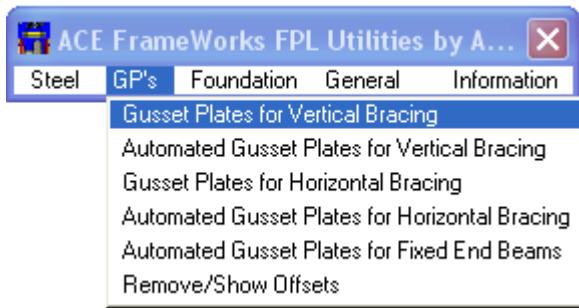 ACE FrameWorks FPL Utilities by A...
Steel GP's Foundation General Information
Gusset Plates for Vertical Bracing
Automated Gusset Plates for Vertical Bracing
Gusset Plates for Horizontal Bracing
Automated Gusset Plates for Horizontal Bracing
Automated Gusset Plates for Fixed End Beams
Remove/Show Offsets